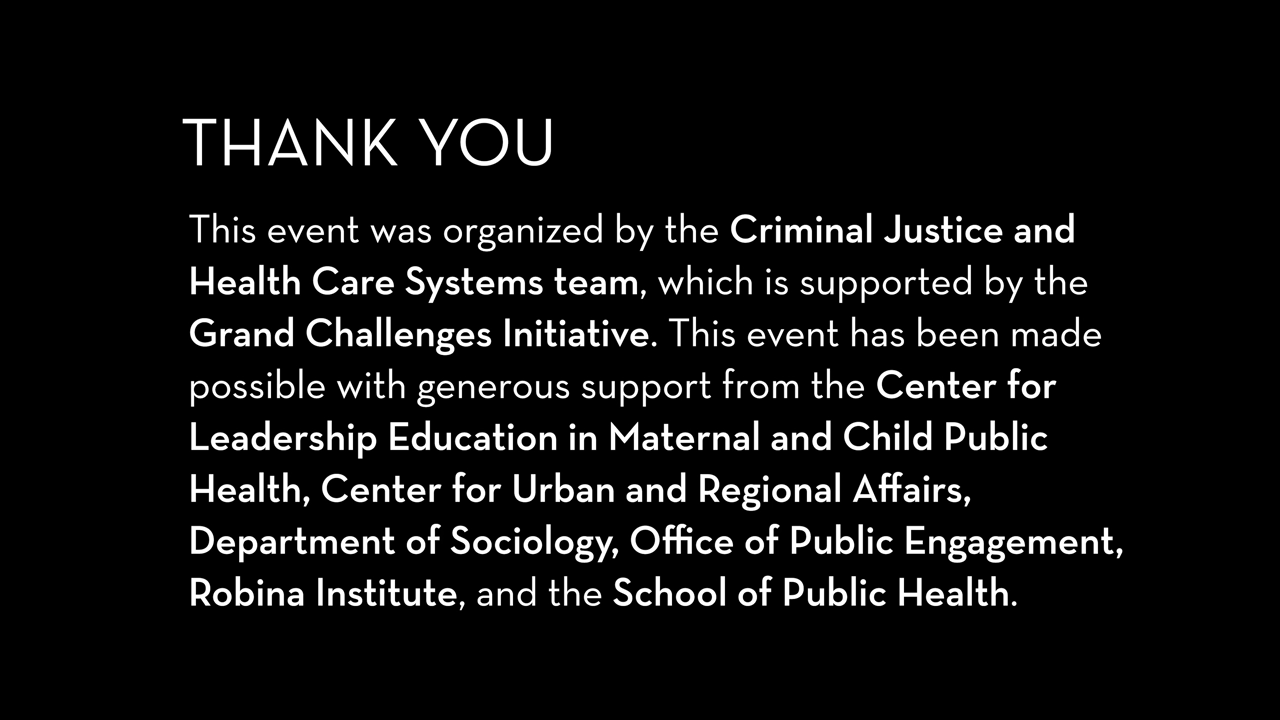 THANK YOU
This event was organized by the Criminal Justice and
Health Care Systems team, which is supported by the
Grand Challenges Initiative. This event has been made
possible with generous support from the Center for
Leadership Education in Maternal and Child Public
Health, Center for Urban and Regional Affairs,
Department of Sociology, Office of Public Engagement,
Robina Institute, and the School of Public Health.